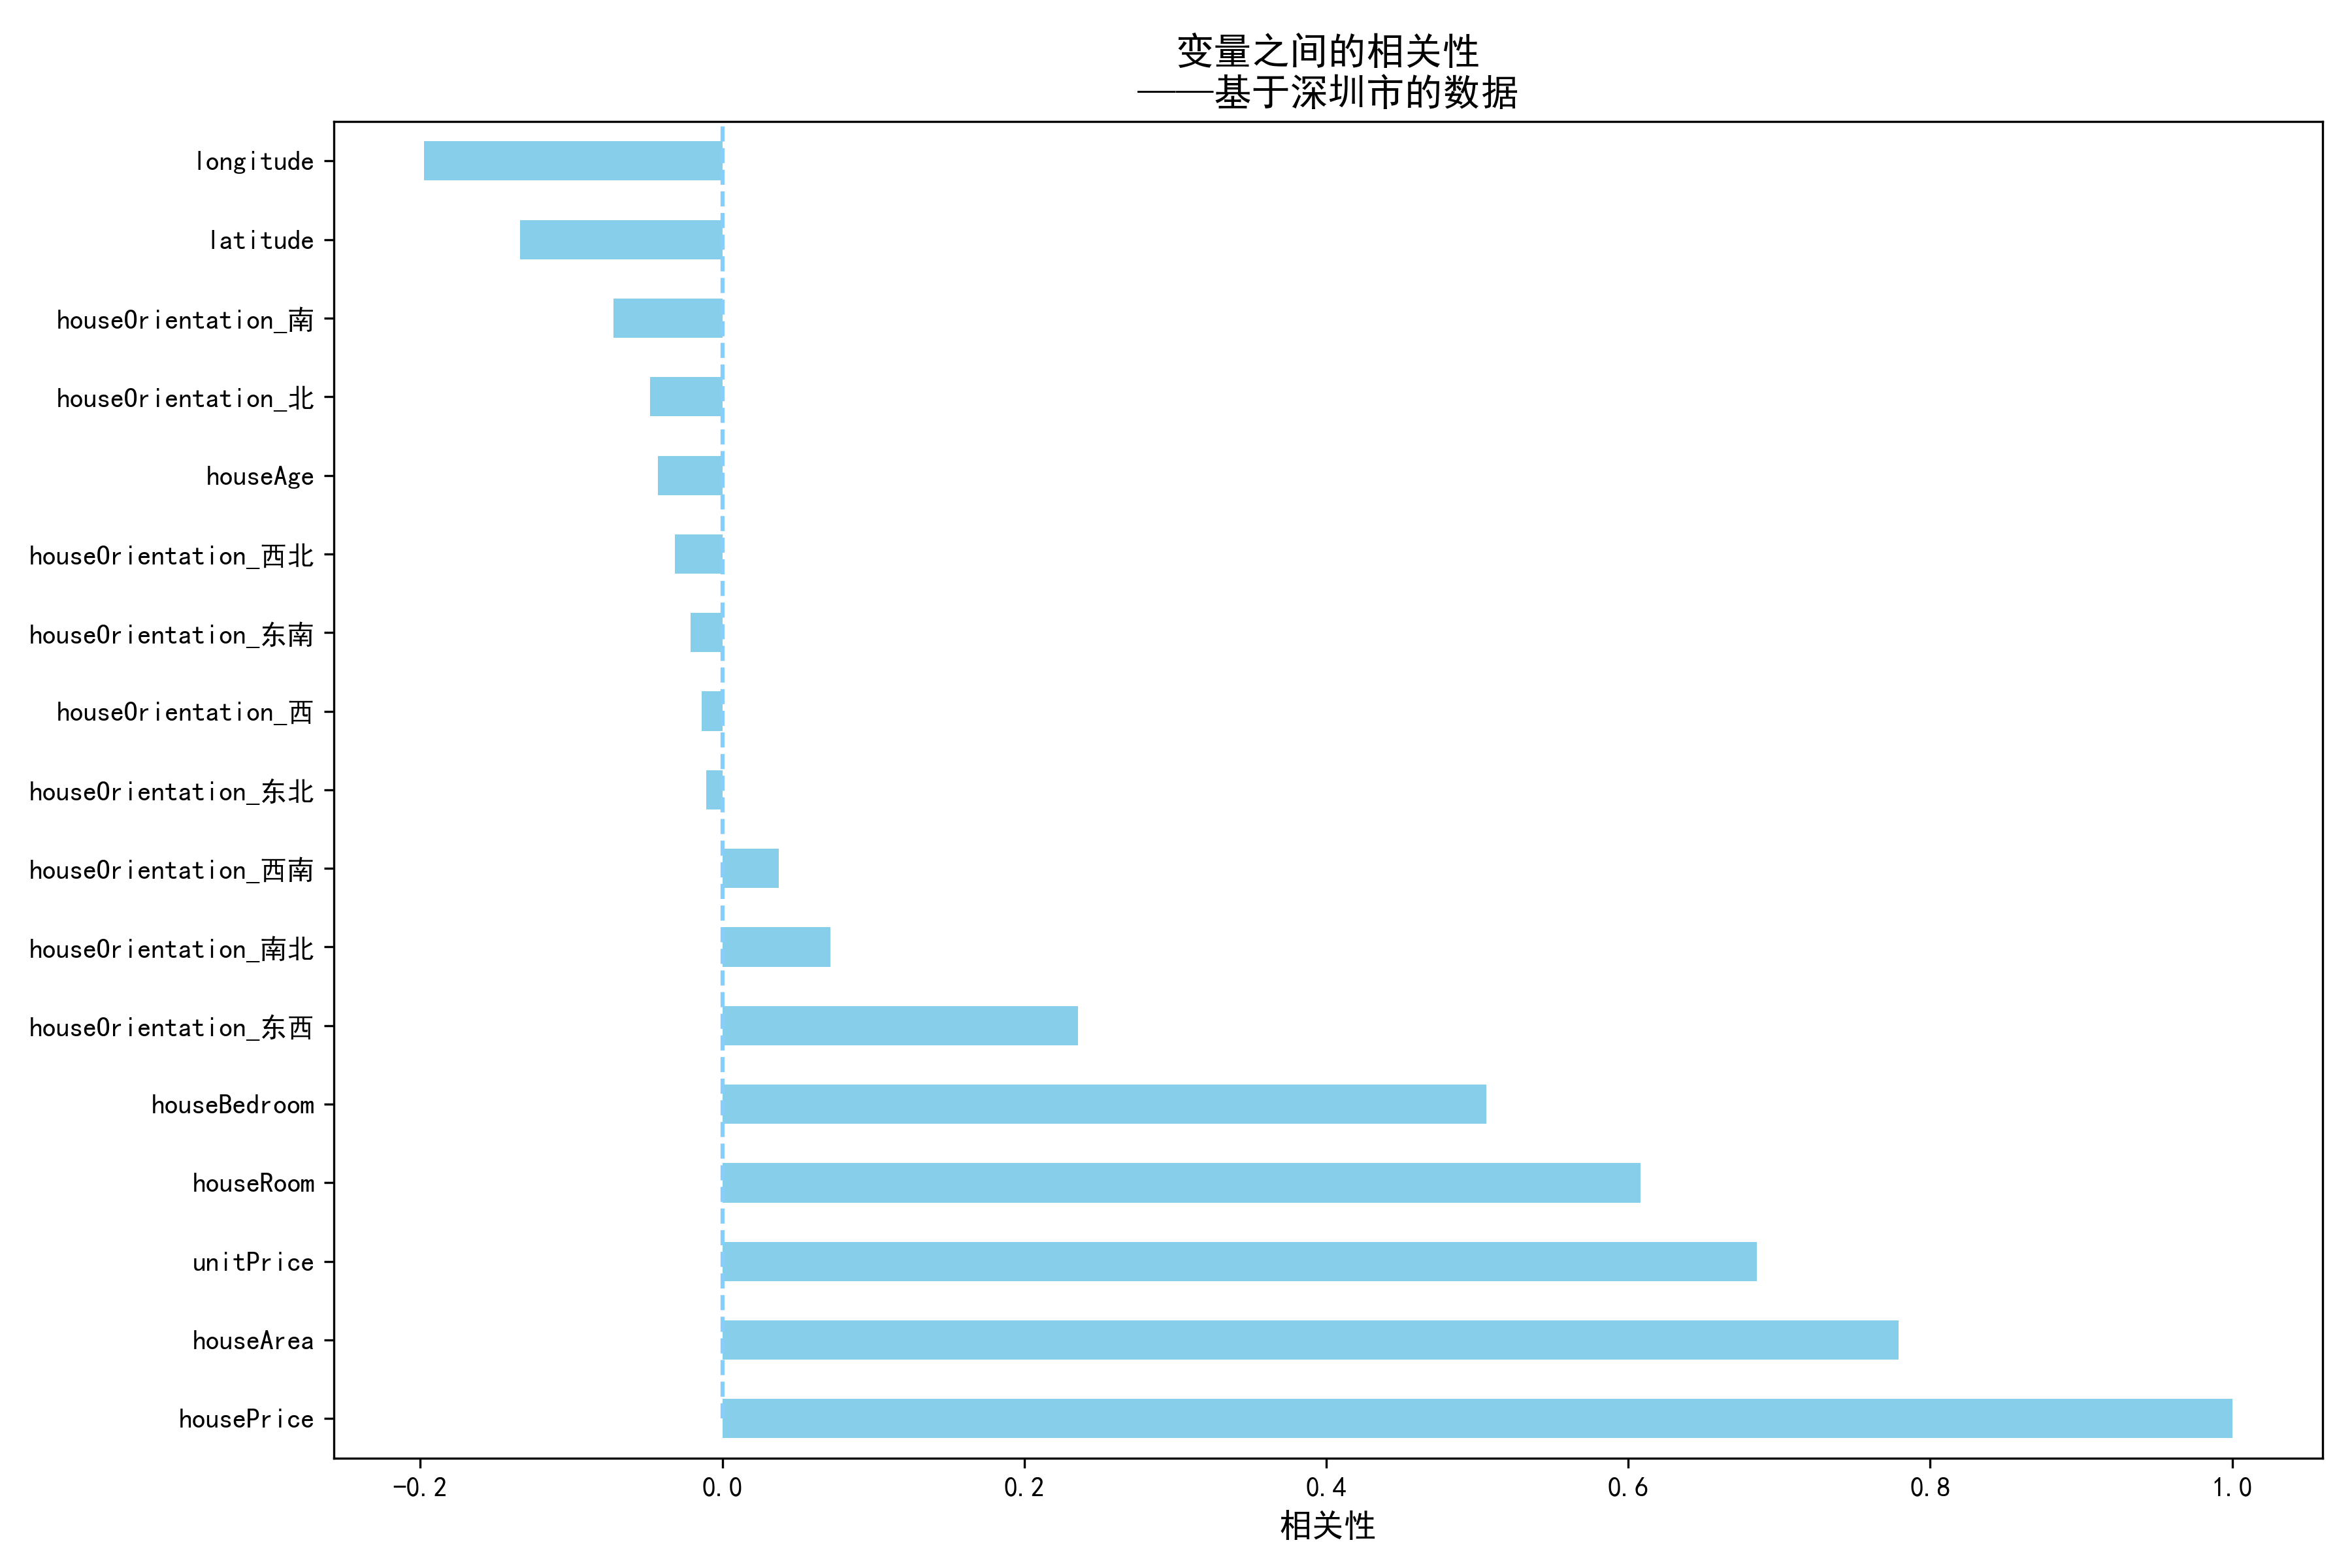 变量之间的相关性
——基于深圳市的数据
longitude
latitude
houseOrientation_南
houseOrientation_北
houseAge
houseOrientation_西北
houseOrientation_东南
houseOrientation_西
houseOrientation_东北
houseOrientation_西南
houseOrientation_南北
houseOrientation_东西
houseBedroom
houseRoom
unitPrice
houseArea
housePrice
-0.2 0.0 0.2 0.4 0.6 0.8 1.0
相关性